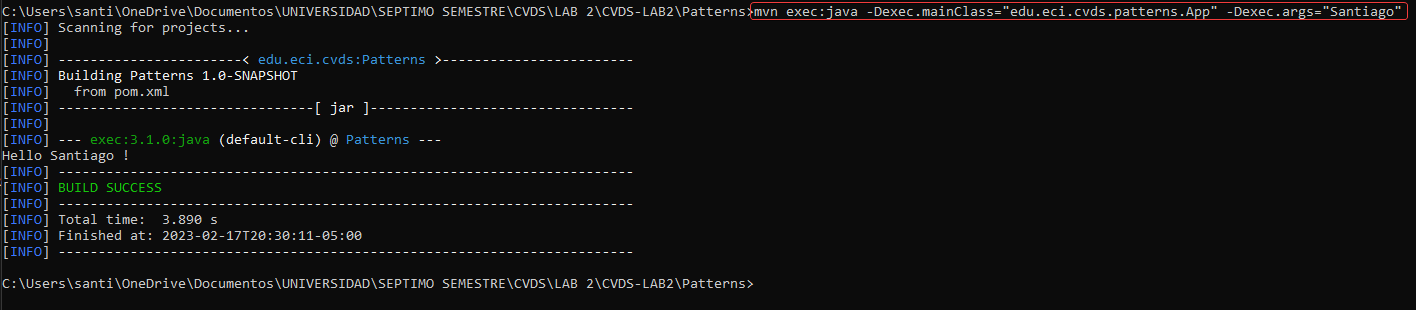 C:\Users\santi\OneDrive\Documentos\UNIVERSIDAD\SEPTIMO SEMESTRE\CVDS\LAB 2\CVDS-LAB2\Patterns>mvn exec:java -Dexec.mainClass="edu.eci.cvds.patterns.App" -Dexec.args="Santiago"
[INFO] Scanning for projects...
[INFO]
[INFO] -----------------------< edu.eci.cvds:Patterns >------------------------
[INFO] Building Patterns 1.0-SNAPSHOT
[INFO]   from pom.xml
[INFO] --------------------------------[ jar ]---------------------------------
[INFO]
[INFO] --- exec:3.1.0:java (default-cli) @ Patterns ---
Hello Santiago !
[INFO] ------------------------------------------------------------------------
[INFO] BUILD SUCCESS
[INFO] ------------------------------------------------------------------------
[INFO] Total time:  3.890 s
[INFO] Finished at: 2023-02-17T20:30:11-05:00
[INFO] ------------------------------------------------------------------------
C:\Users\santi\OneDrive\Documentos\UNIVERSIDAD\SEPTIMO SEMESTRE\CVDS\LAB 2\CVDS-LAB2\Patterns>